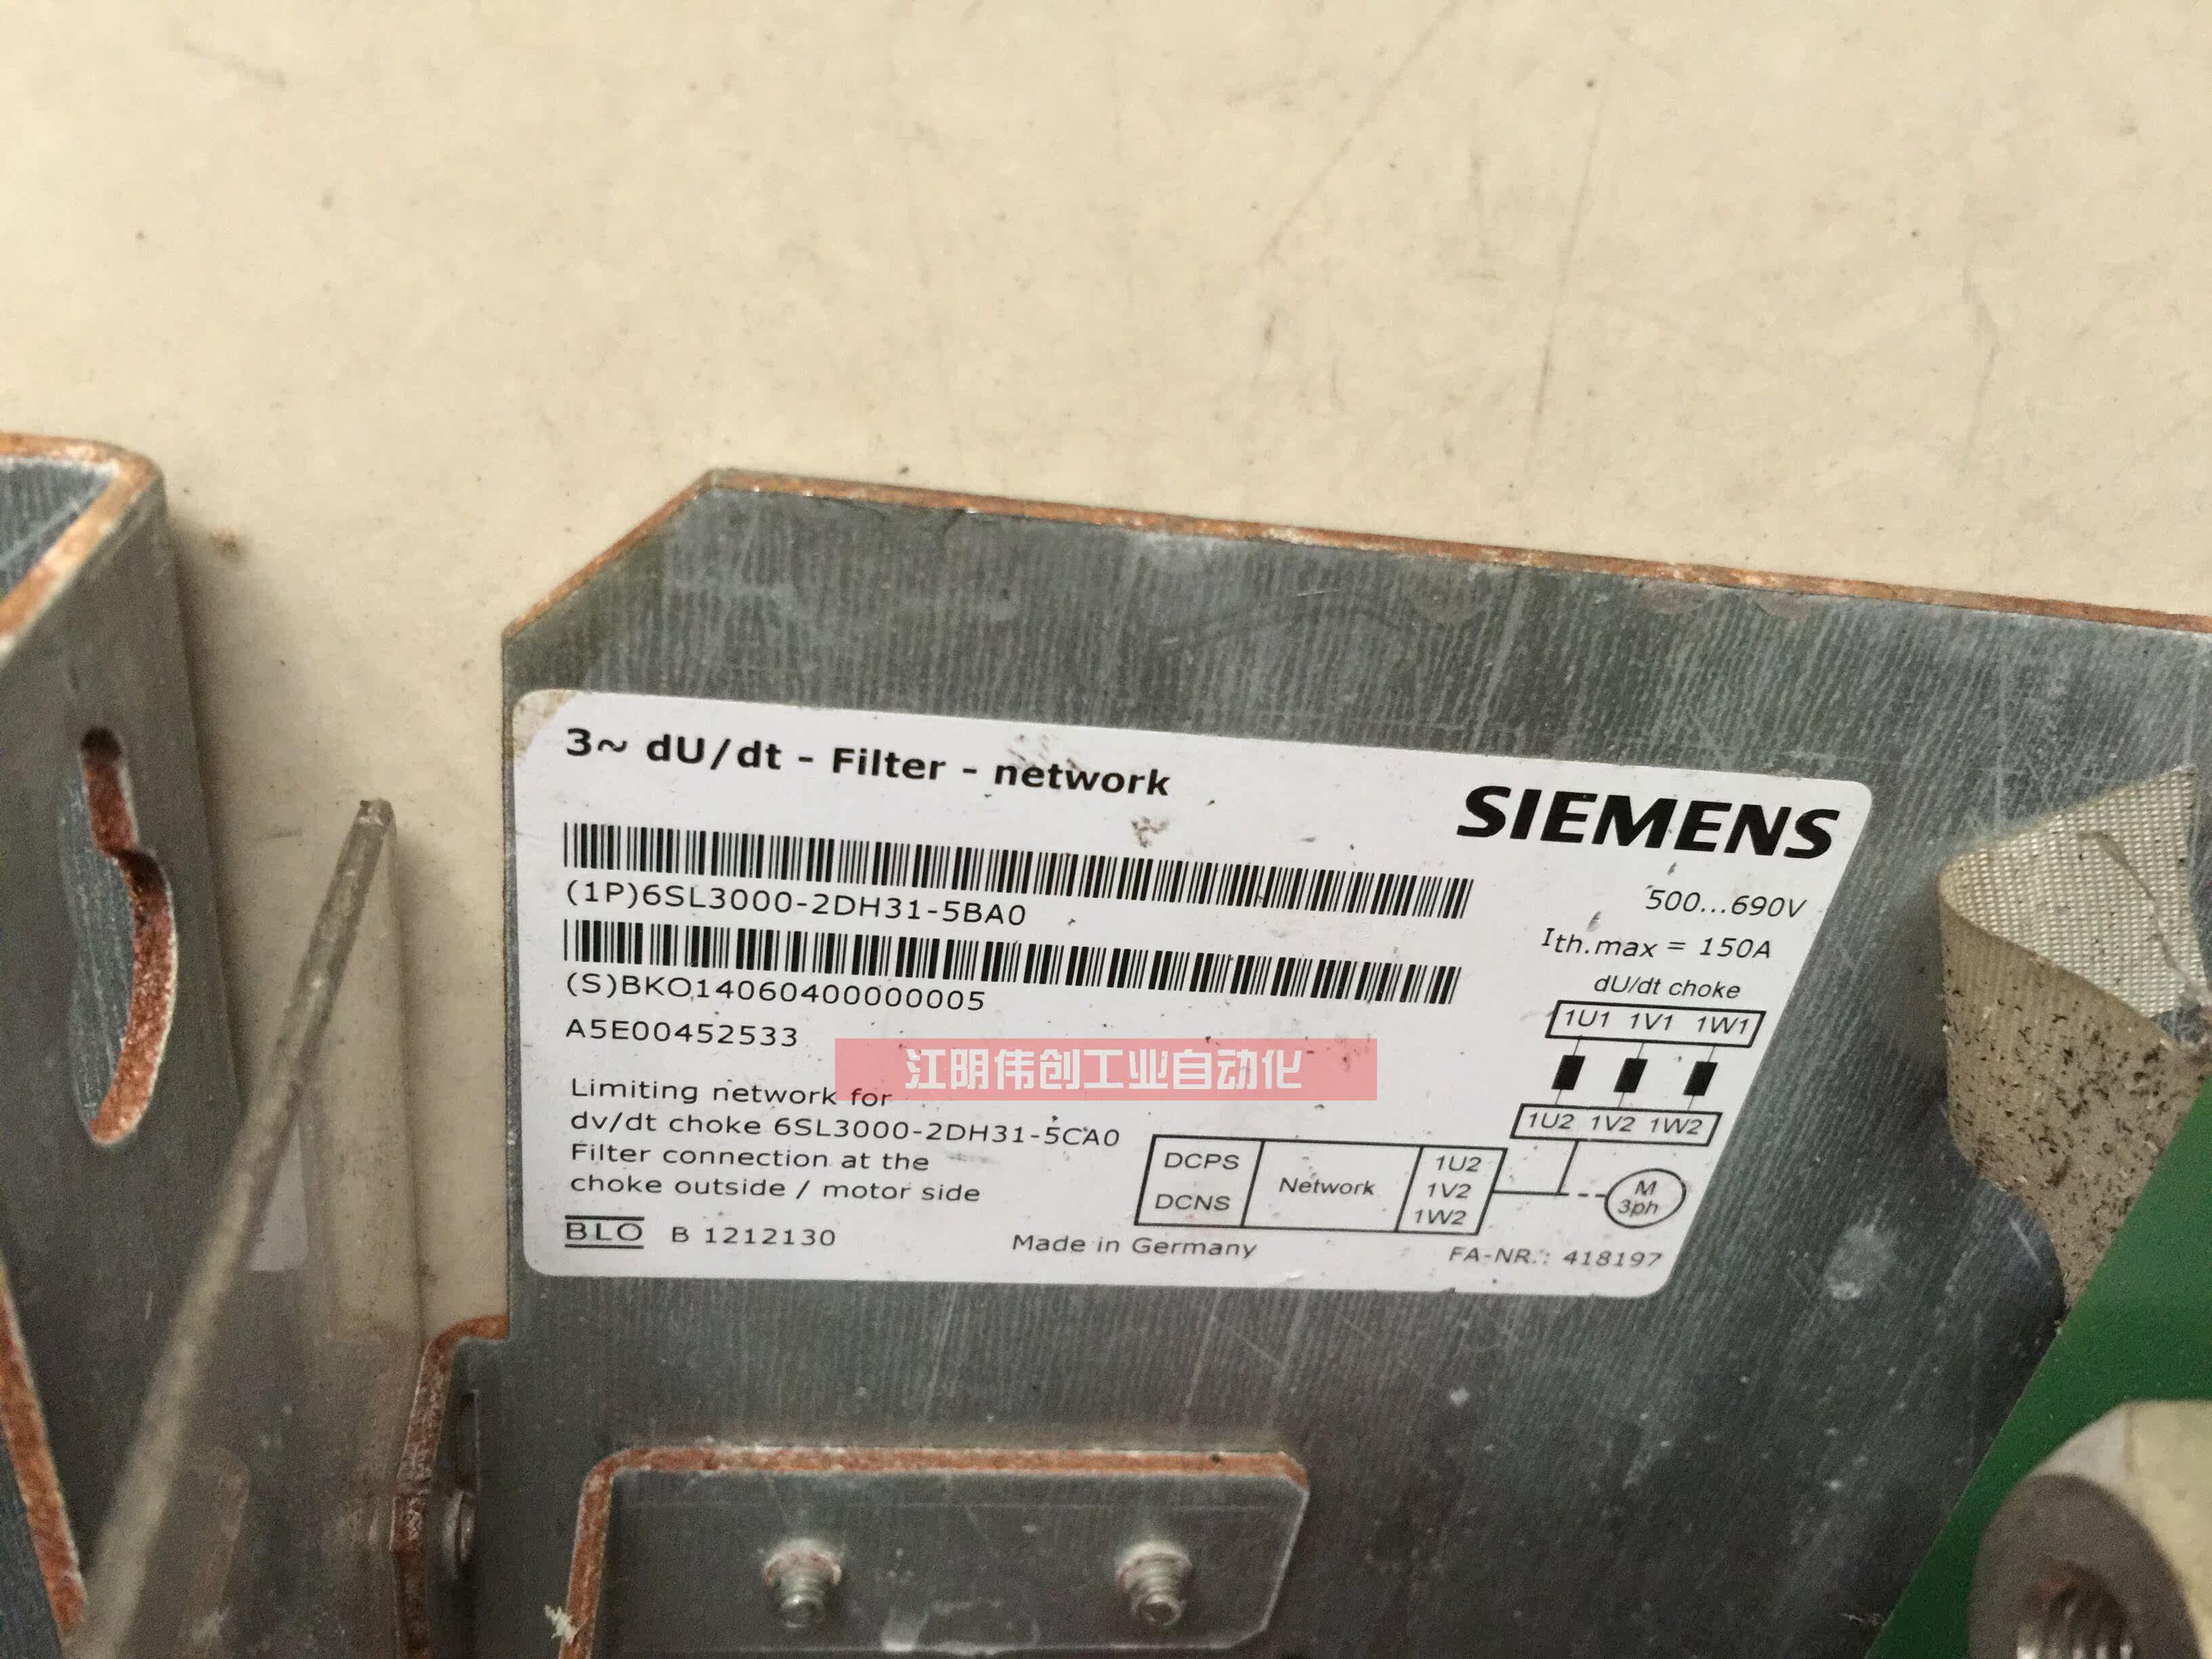 3~ dU/dt - Filter - network
SIEMENS
(1P)6SL3000-2DH31-5BA0
500...690V
Ith.max = 150A
(S)BKO14060400000005
A5E00452533
dU/dt choke
1U1 1V1 1W1
1U2 1V2 1W2
江阴伟创工业自动化
Limiting network for
dv/dt choke 6SL3000-2DH31-5CA0
Filter connection at the
choke outside / motor side
DCPS
DCNS
Network
1U2
1V2
1W2
M
3ph
BLO B 1212130
Made in Germany
FA-NR.: 418197